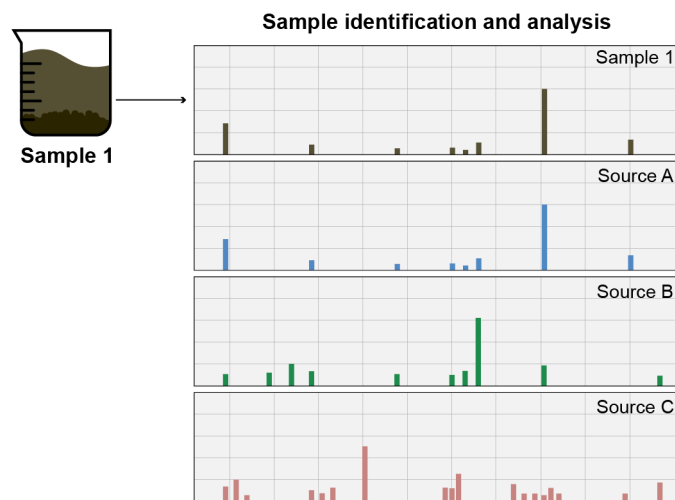 Sample identification and analysis
Sample 1
Sample 1
Source A
Source B
Source C